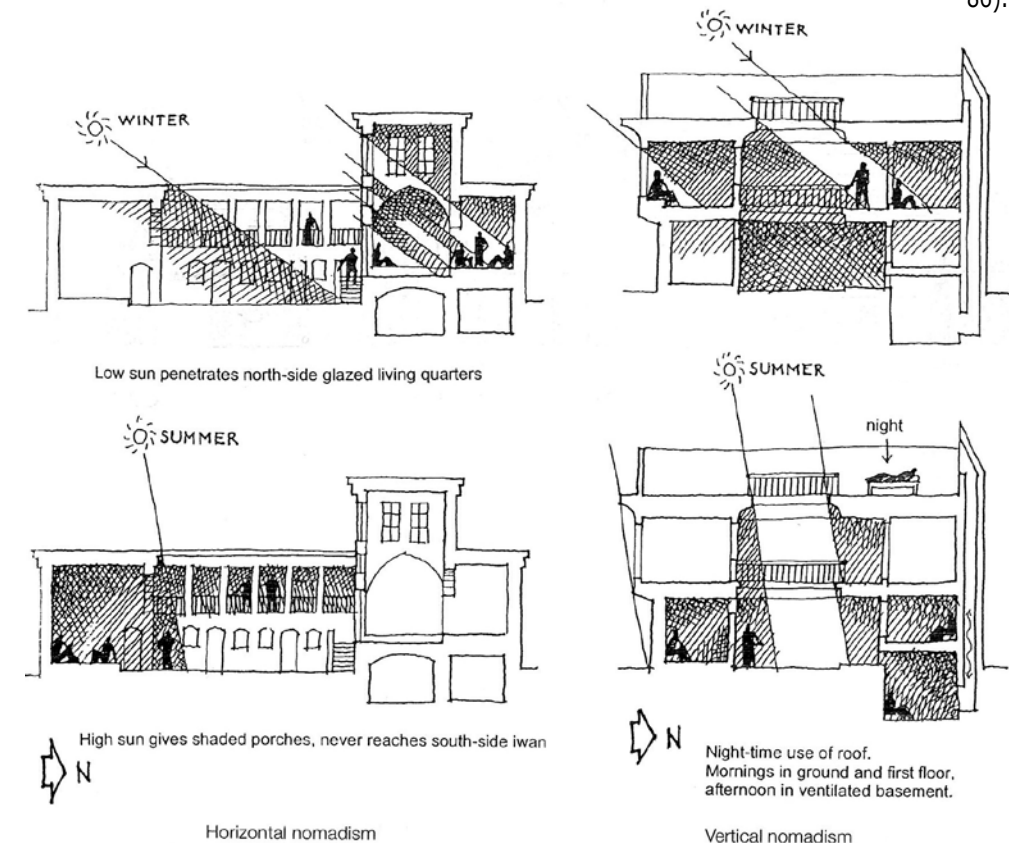 80).
WINTER
WINTER
Low sun penetrates north-side glazed living quarters
SUMMER
SUMMER
night
High sun gives shaded porches, never reaches south-side iwan
N
N
Night-time use of roof.
Mornings in ground and first floor,
afternoon in ventilated basement.
Horizontal nomadism
Vertical nomadism